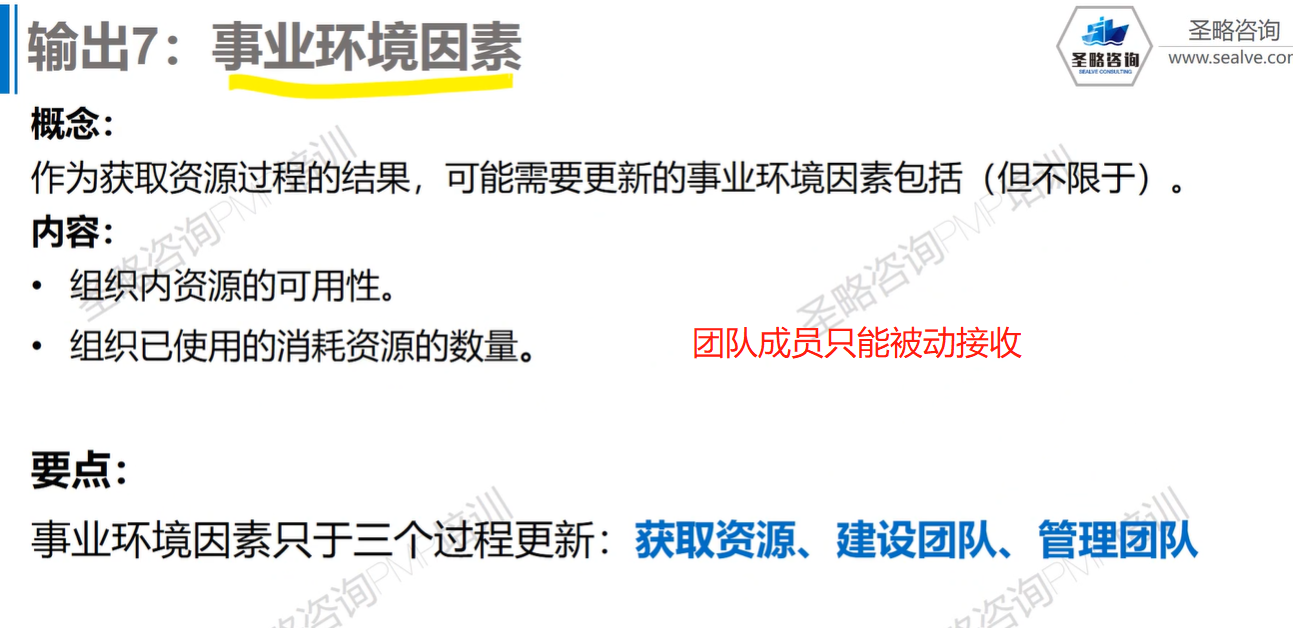 输出7：事业环境因素
圣略咨询
SEALVE CONSULTING
圣略咨询
www.sealve.cor
概念：
作为获取资源过程的结果，可能需要更新的事业环境因素包括（但不限于）。
内容：
• 组织内资源的可用性。
• 组织已使用的消耗资源的数量。
团队成员只能被动接收
要点：
事业环境因素只于三个过程更新：获取资源、建设团队、管理团队
圣略咨询PMP培训
圣略咨询PMP培训
略咨询PMP培训
略咨询PMP培训